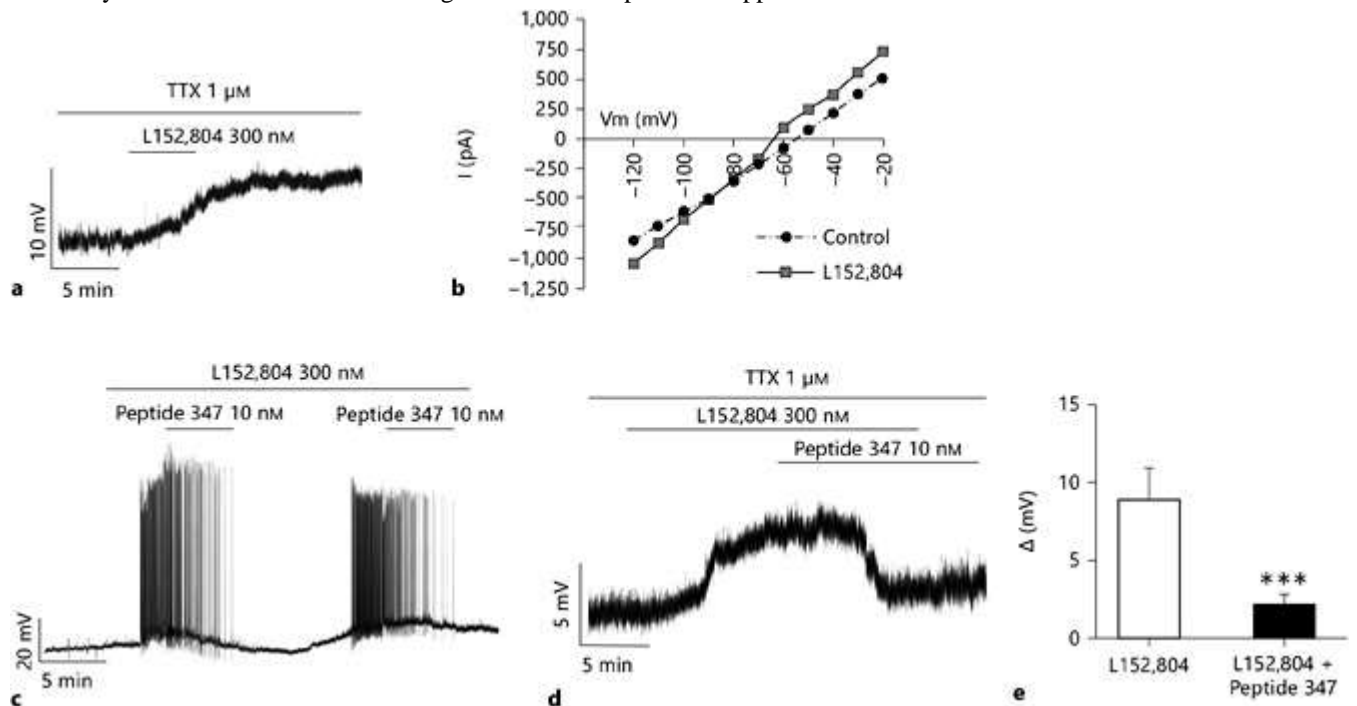 TTX 1 µM
L152,804 300 nM
10 mV
5 min
a
1,000
750
500
250
0
−250
−500
−750
−1,000
−1,250
I (pA)
Vm (mV)
−120
−100
−80
−60
−40
−20
Control
L152,804
b
L152,804 300 nM
Peptide 347 10 nM Peptide 347 10 nM
20 mV
5 min
c
TTX 1 µM
L152,804 300 nM
Peptide 347 10 nM
5 mV
5 min
d
15
10
5
0
Δ (mV)
***
L152,804 L152,804 +
Peptide 347
e